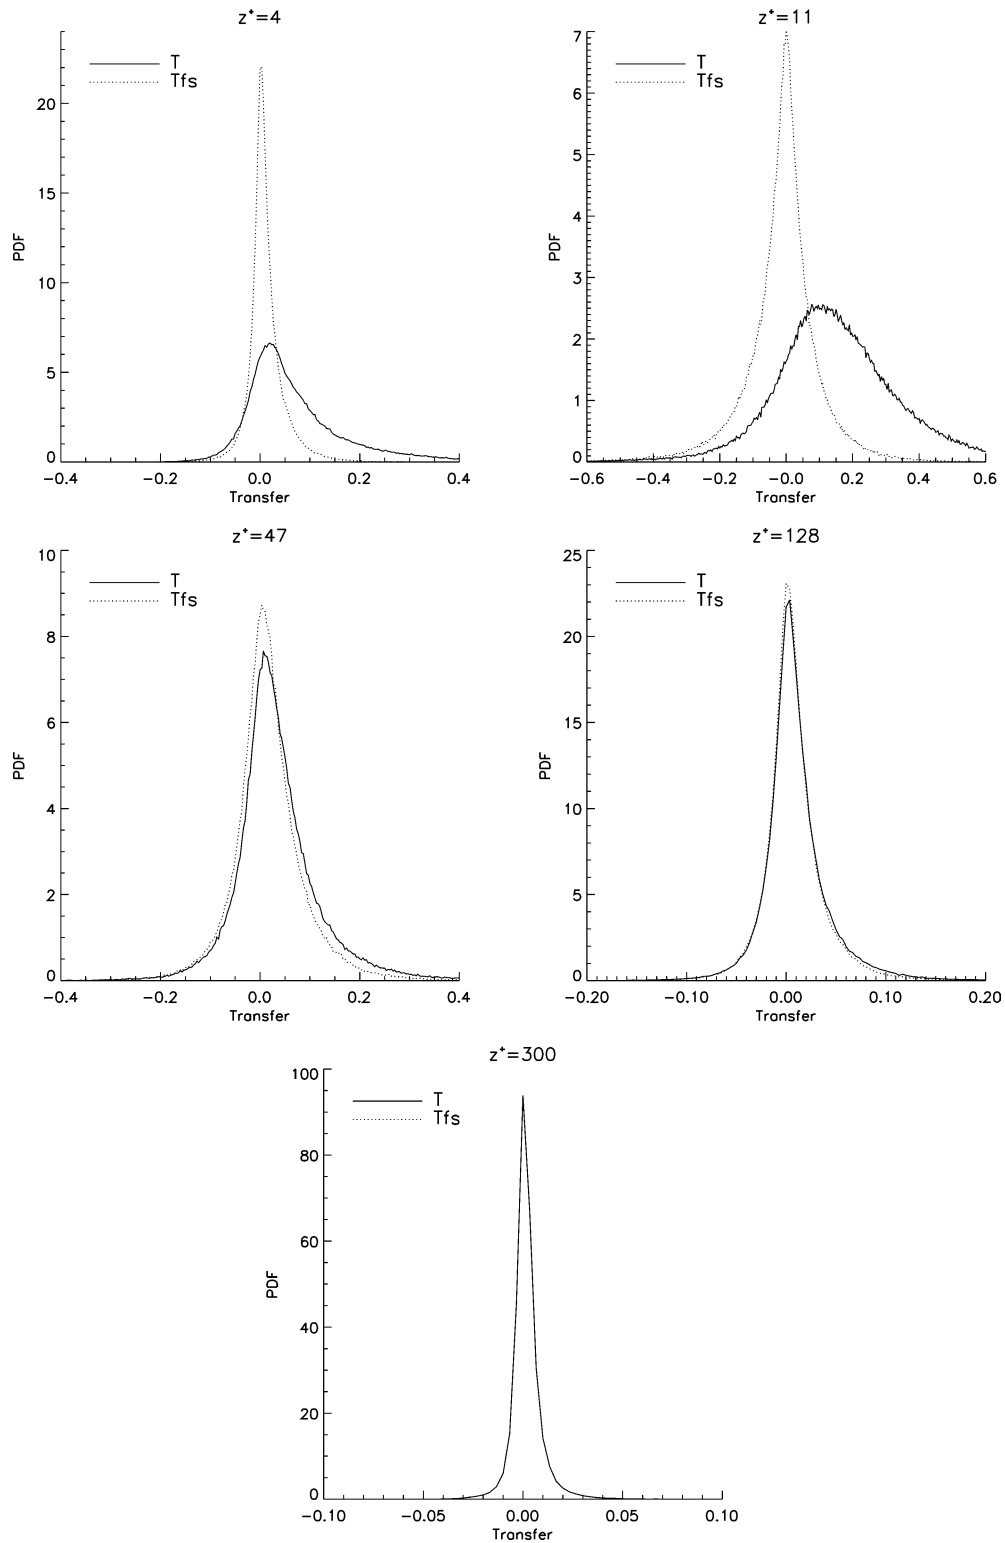 z+=4
T
Tfs
20
15
10
5
0
PDF
−0.4 −0.2 0.0 0.2 0.4
Transfer
z+=11
T
Tfs
7
6
5
4
3
2
1
0
PDF
−0.6 −0.4 −0.2 −0.0 0.2 0.4 0.6
Transfer
z+=47
T
Tfs
10
8
6
4
2
0
PDF
−0.4 −0.2 0.0 0.2 0.4
Transfer
z+=128
T
Tfs
25
20
15
10
5
0
PDF
−0.20 −0.10 0.00 0.10 0.20
Transfer
z+=300
T
Tfs
100
80
60
40
20
0
PDF
−0.10 −0.05 0.00 0.05 0.10
Transfer